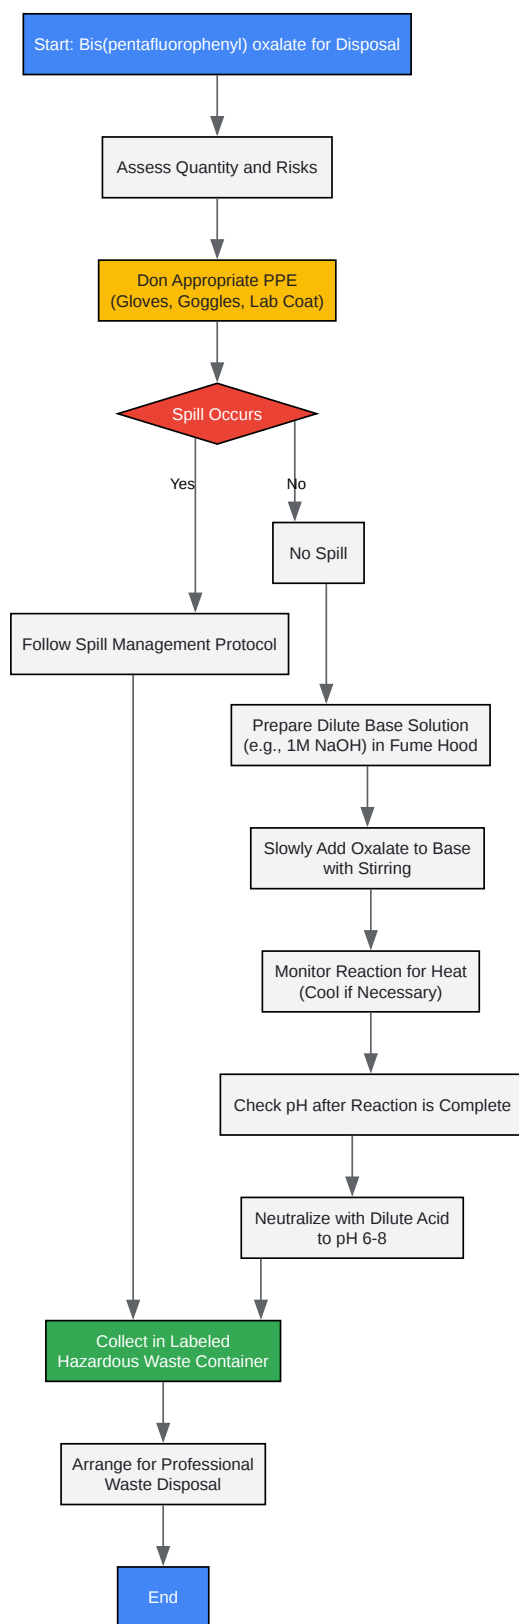 Start: Bis(pentafluorophenyl) oxalate for Disposal
Assess Quantity and Risks
Don Appropriate PPE
(Gloves, Goggles, Lab Coat)
Spill Occurs
Yes
No
No Spill
Follow Spill Management Protocol
Prepare Dilute Base Solution
(e.g., 1M NaOH) in Fume Hood
Slowly Add Oxalate to Base
with Stirring
Monitor Reaction for Heat
(Cool if Necessary)
Check pH after Reaction is Complete
Neutralize with Dilute Acid
to pH 6-8
Collect in Labeled
Hazardous Waste Container
Arrange for Professional
Waste Disposal
End